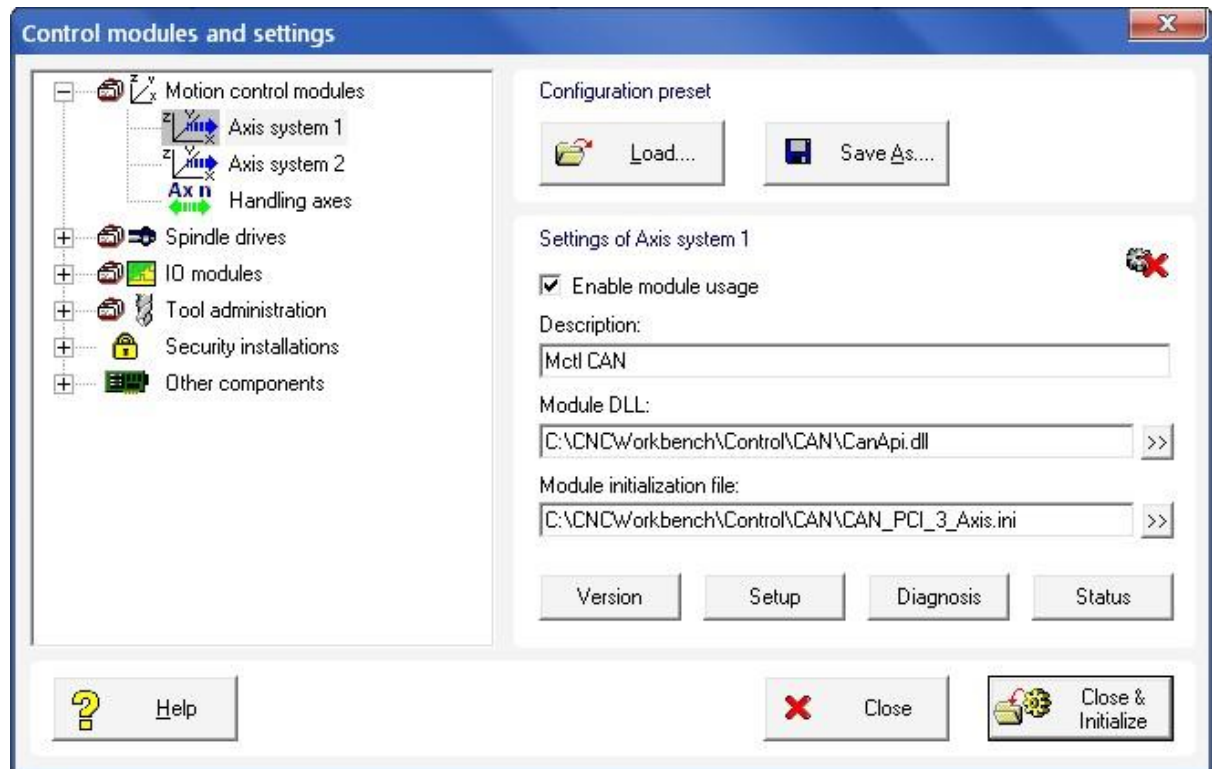 Control modules and settings
Motion control modules
Axis system 1
Axis system 2
Ax n
Handling axes
Spindle drives
IO modules
Tool administration
Security installations
Other components
Configuration preset
Load....
Save As....
Settings of Axis system 1
Enable module usage
Description:
Mctl CAN
Module DLL:
C:\CNCWorkbench\Control\CAN\CanApi.dll
>>
Module initialization file:
C:\CNCWorkbench\Control\CAN\CAN_PCI_3_Axis.ini
>>
Version
Setup
Diagnosis
Status
Help
Close
Close &
Initialize